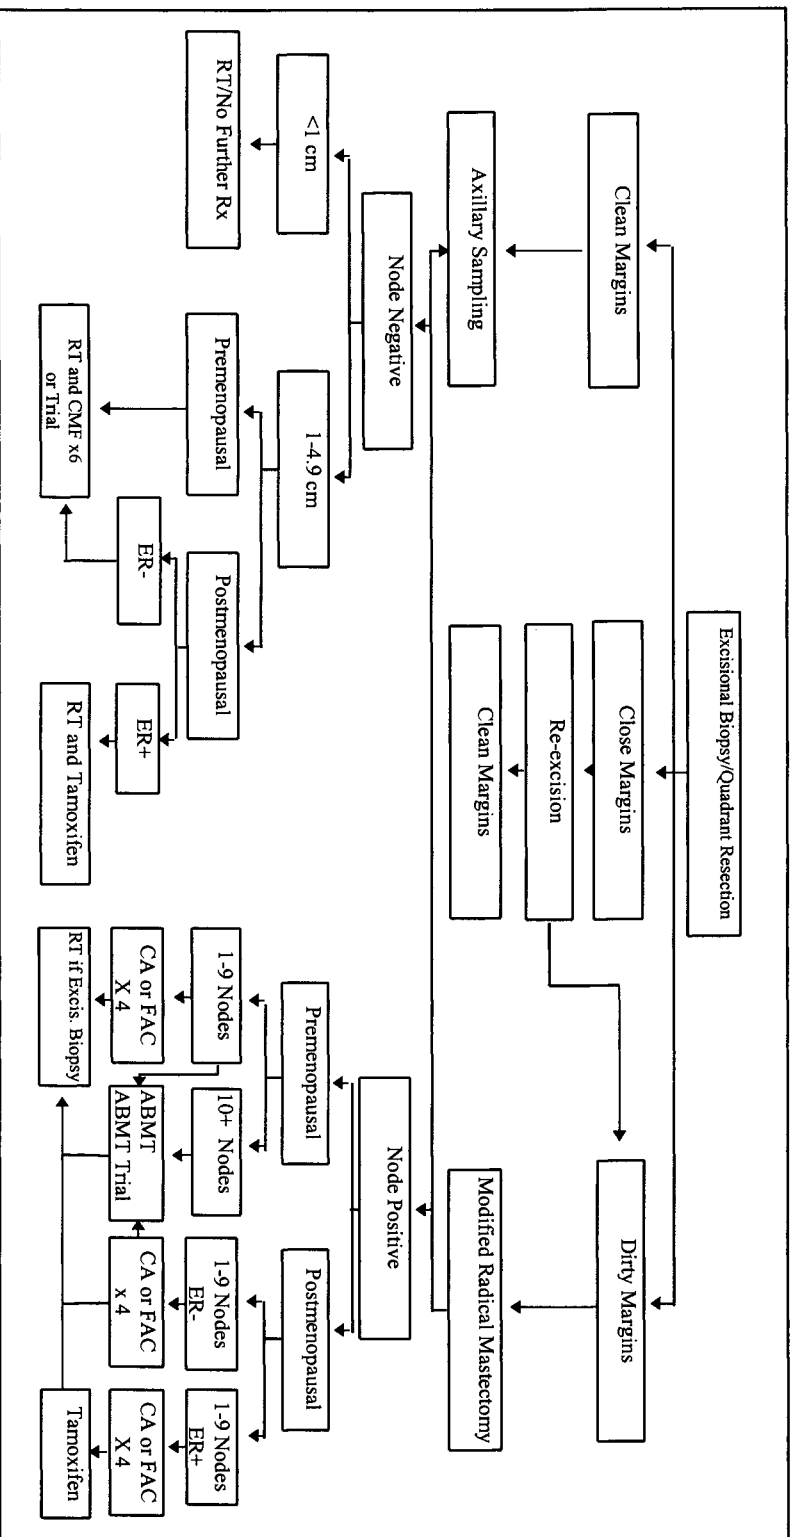 Excisional Biopsy/Quadrant Resection
Clean Margins
Close Margins
Dirty Margins
Re-excision
Axillary Sampling
Clean Margins
Modified Radical Mastectomy
Node Negative
Node Positive
<1 cm
1-4.9 cm
Premenopausal
Postmenopausal
RT/No Further Rx
Premenopausal
Postmenopausal
1-9 Nodes
10+ Nodes
1-9 Nodes
ER-
1-9 Nodes
ER+
ER-
ER+
CA or FAC
X 4
ABMT
ABMT Trial
CA or FAC
x 4
CA or FAC
X 4
RT and CMF x6
or Trial
RT and Tamoxifen
RT if Excis. Biopsy
Tamoxifen